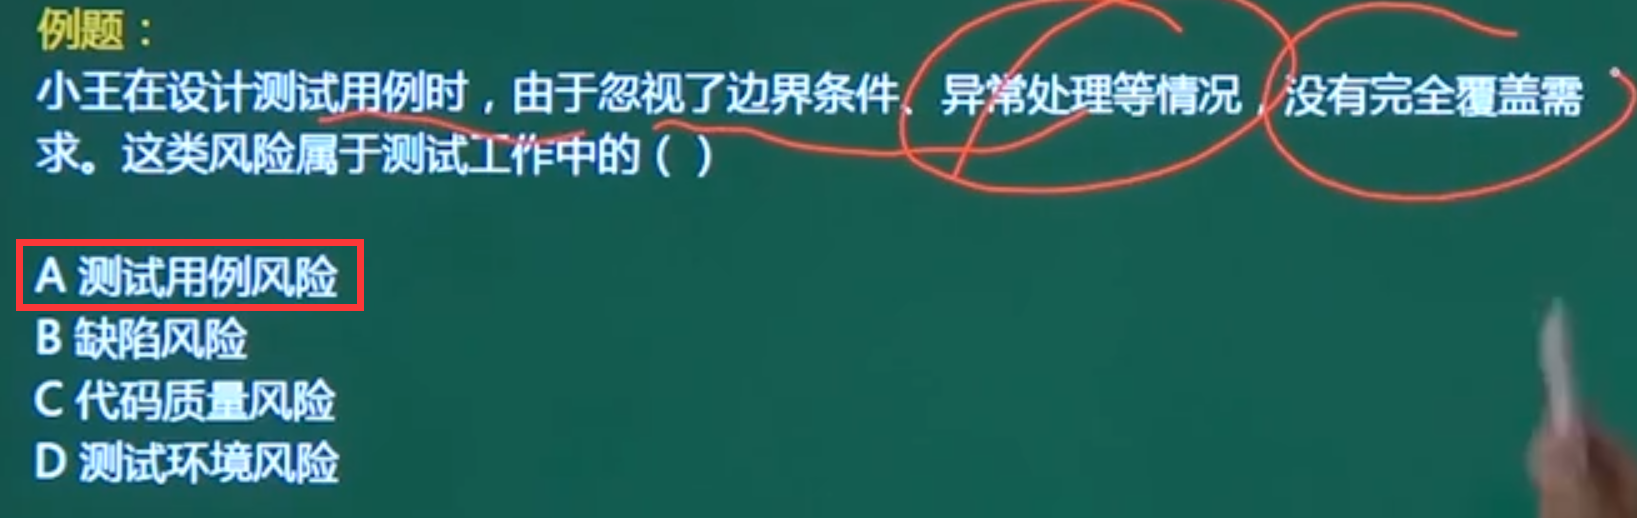 例题：
小王在设计测试用例时，由于忽视了边界条件、异常处理等情况，没有完全覆盖需
求。这类风险属于测试工作中的（ ）
A 测试用例风险
B 缺陷风险
C 代码质量风险
D 测试环境风险